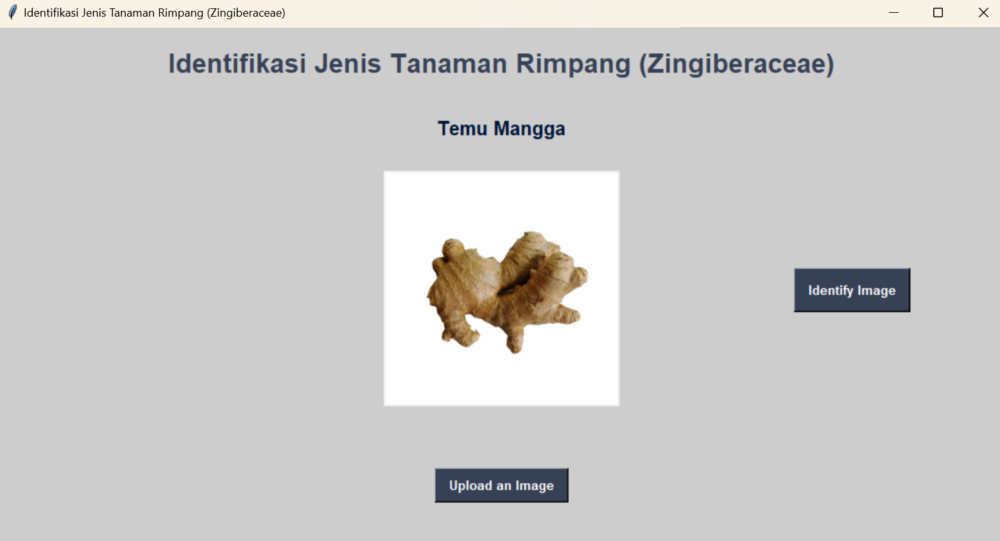 Identifikasi Jenis Tanaman Rimpang (Zingiberaceae)
Identifikasi Jenis Tanaman Rimpang (Zingiberaceae)
Temu Mangga
Identify Image
Upload an Image